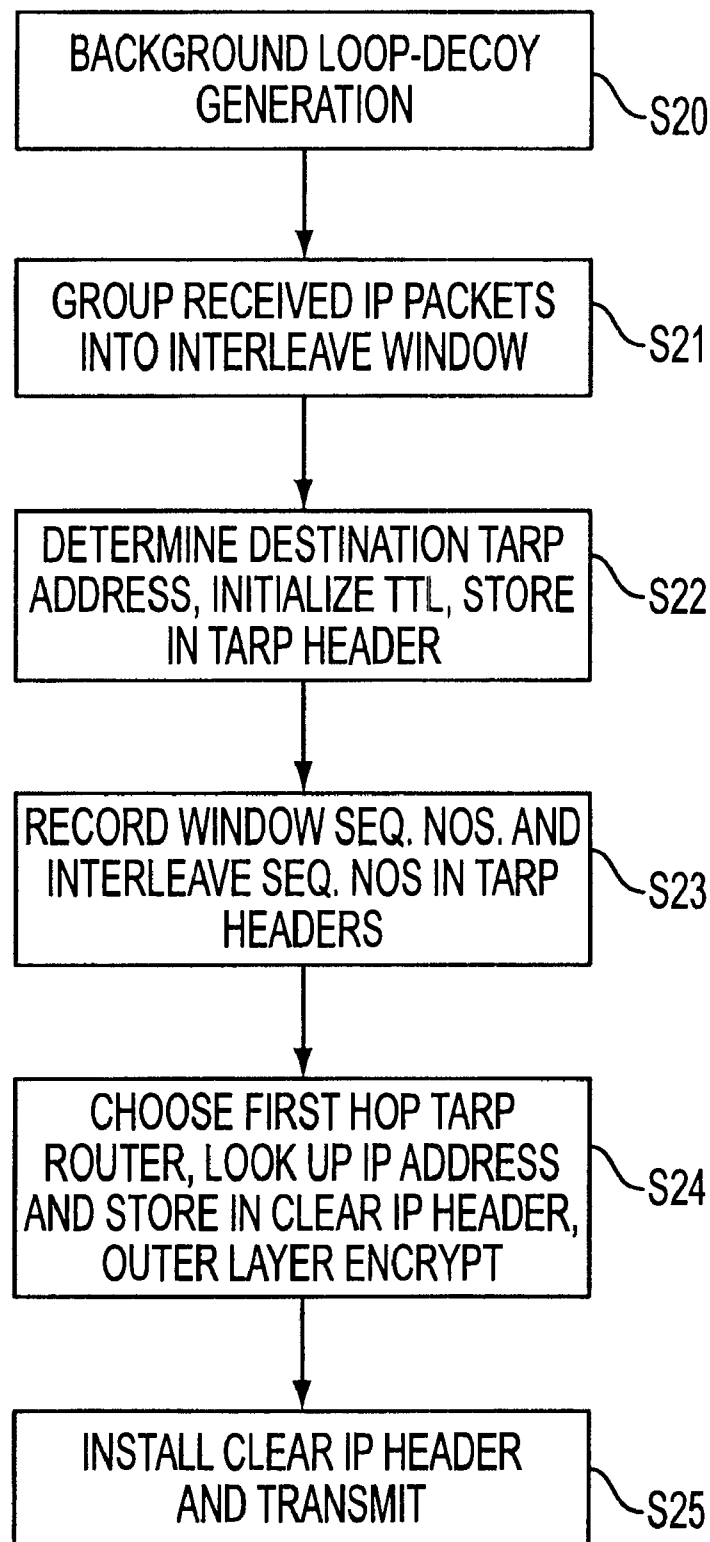 BACKGROUND LOOP-DECOY
GENERATION
S20
GROUP RECEIVED IP PACKETS
INTO INTERLEAVE WINDOW
S21
DETERMINE DESTINATION TARP
ADDRESS, INITIALIZE TTL, STORE
IN TARP HEADER
S22
RECORD WINDOW SEQ. NOS. AND
INTERLEAVE SEQ. NOS IN TARP
HEADERS
S23
CHOOSE FIRST HOP TARP
ROUTER, LOOK UP IP ADDRESS
AND STORE IN CLEAR IP HEADER,
OUTER LAYER ENCRYPT
S24
INSTALL CLEAR IP HEADER
AND TRANSMIT
S25